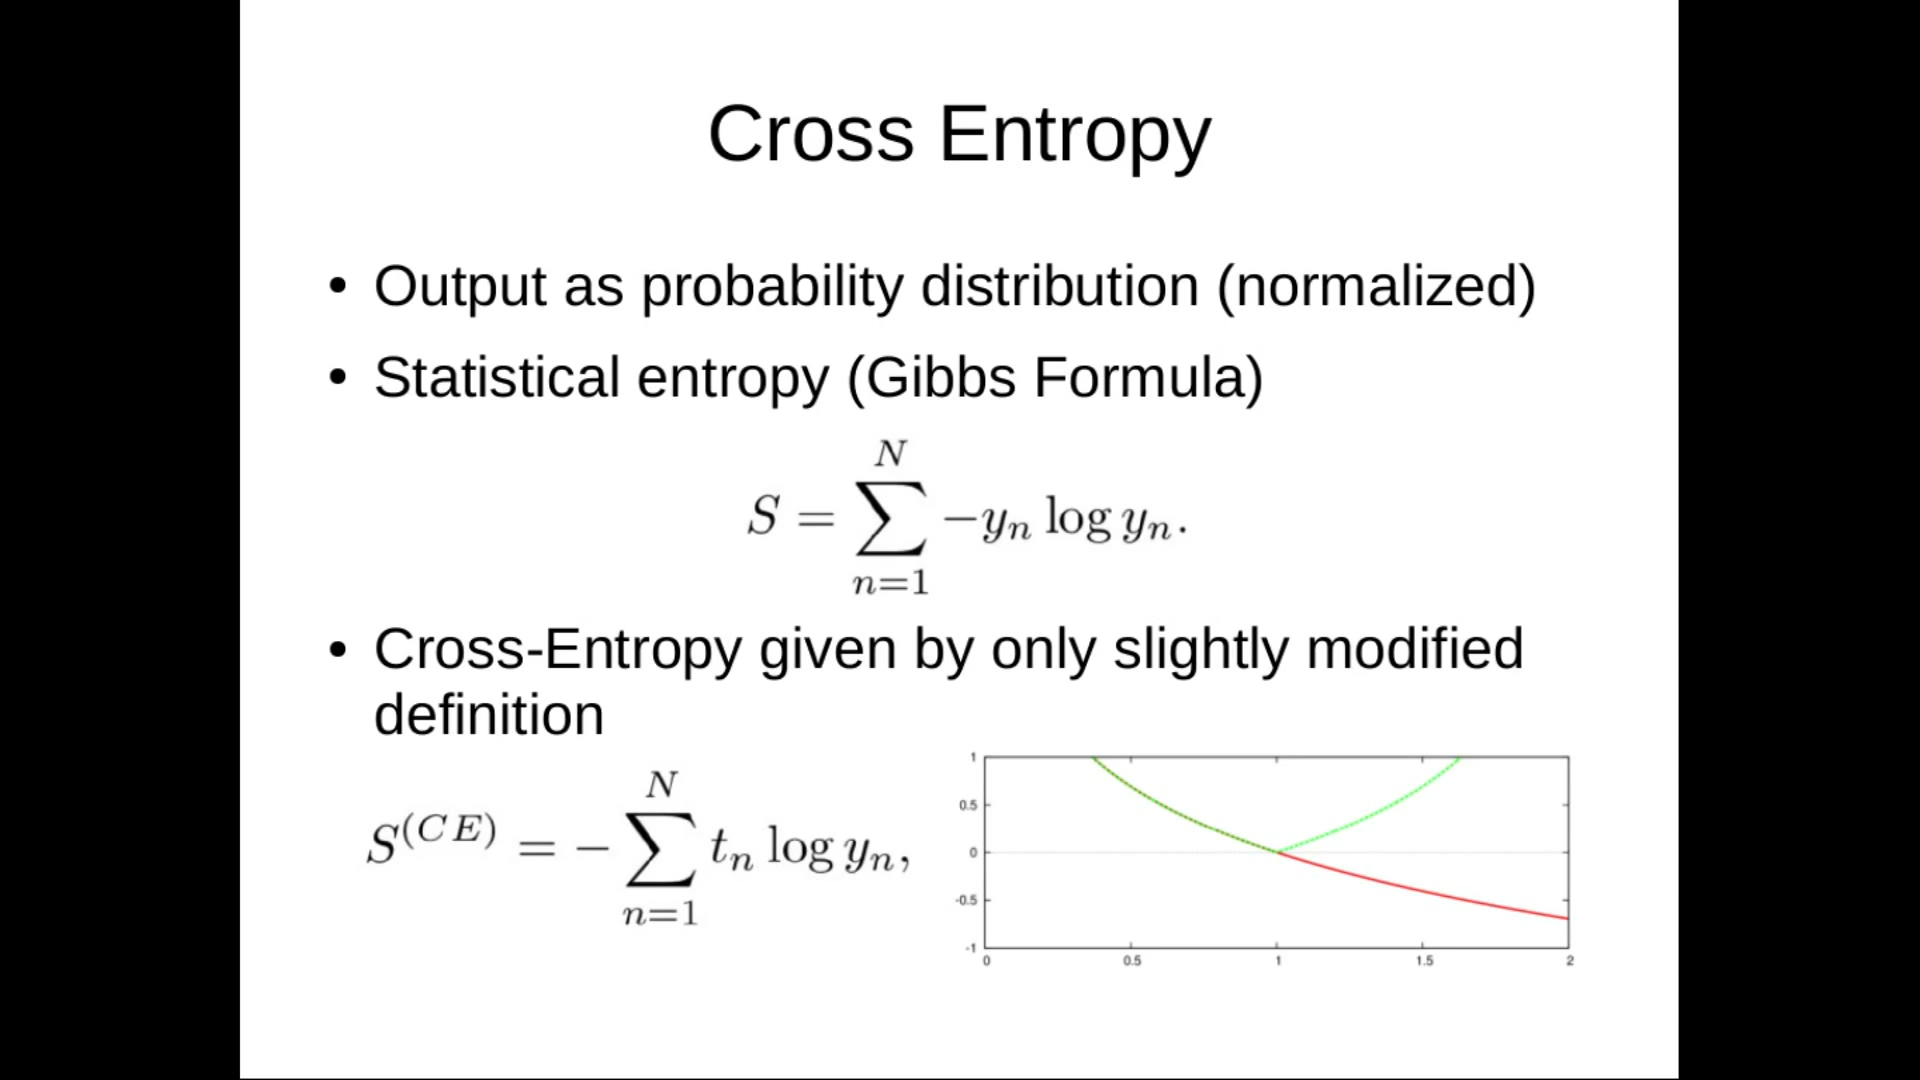 Cross Entropy
• Output as probability distribution (normalized)
• Statistical entropy (Gibbs Formula)
S = \sum_{n=1}^{N} -y_n \log y_n.
• Cross-Entropy given by only slightly modified
definition
S^{(CE)} = - \sum_{n=1}^{N} t_n \log y_n,
1
0.5
0
-0.5
-1
0 0.5 1 1.5 2